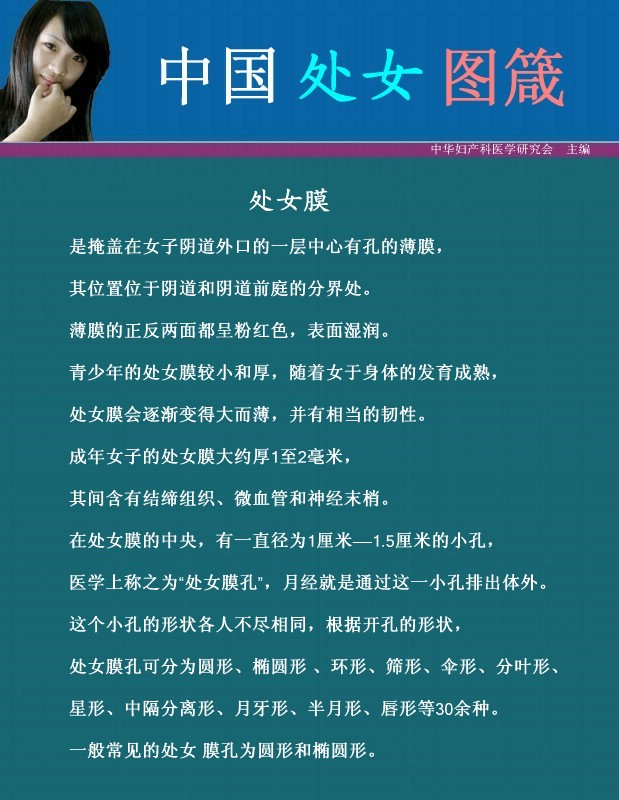 中国处女图箴
中华妇产科医学研究会 主编
处女膜
是掩盖在女子阴道外口的一层中心有孔的薄膜，
其位置位于阴道和阴道前庭的分界处。
薄膜的正反两面都呈粉红色，表面湿润。
青少年的处女膜较小和厚，随着女于身体的发育成熟，
处女膜会逐渐变得大而薄，并有相当的韧性。
成年女子的处女膜大约厚1至2毫米，
其间含有结缔组织、微血管和神经末梢。
在处女膜的中央，有一直径为1厘米—1.5厘米的小孔，
医学上称之为“处女膜孔”，月经就是通过这一小孔排出体外。
这个小孔的形状各人不尽相同，根据开孔的形状，
处女膜孔可分为圆形、椭圆形 、环形、筛形、伞形、分叶形、
星形、中隔分离形、月牙形、半月形、唇形等30余种。
一般常见的处女 膜孔为圆形和椭圆形。